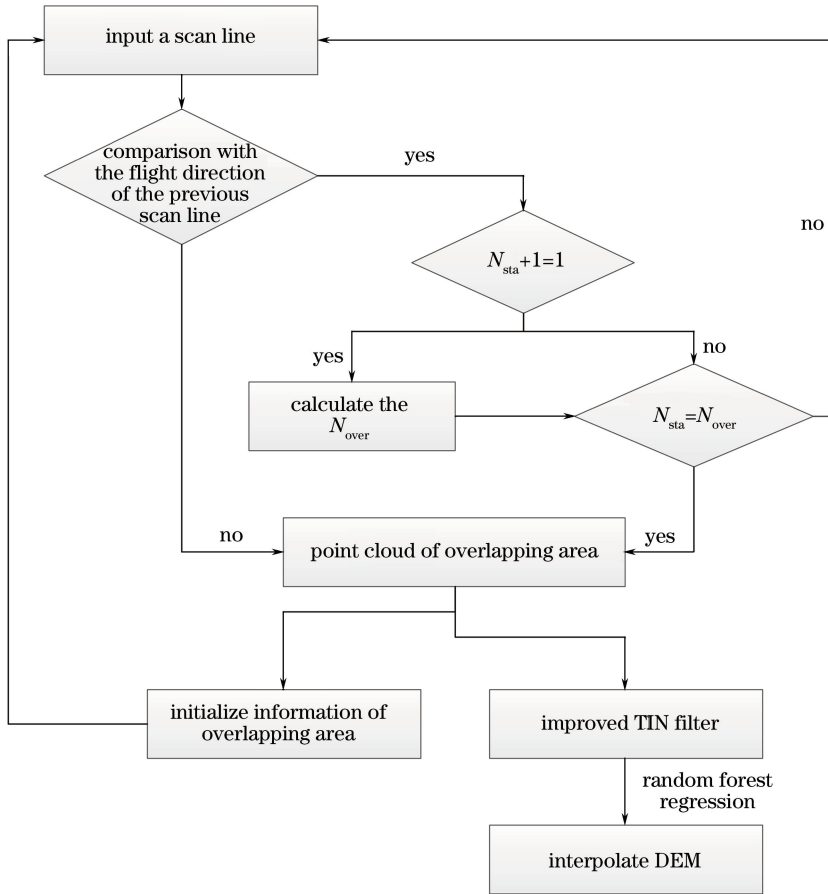 input a scan line
comparison with
the flight direction
of the previous
scan line
yes
no
N_sta+1=1
yes
no
calculate the
N_over
N_sta=N_over
no
point cloud of overlapping area
yes
initialize information of
overlapping area
improved TIN filter
random forest
regression
interpolate DEM